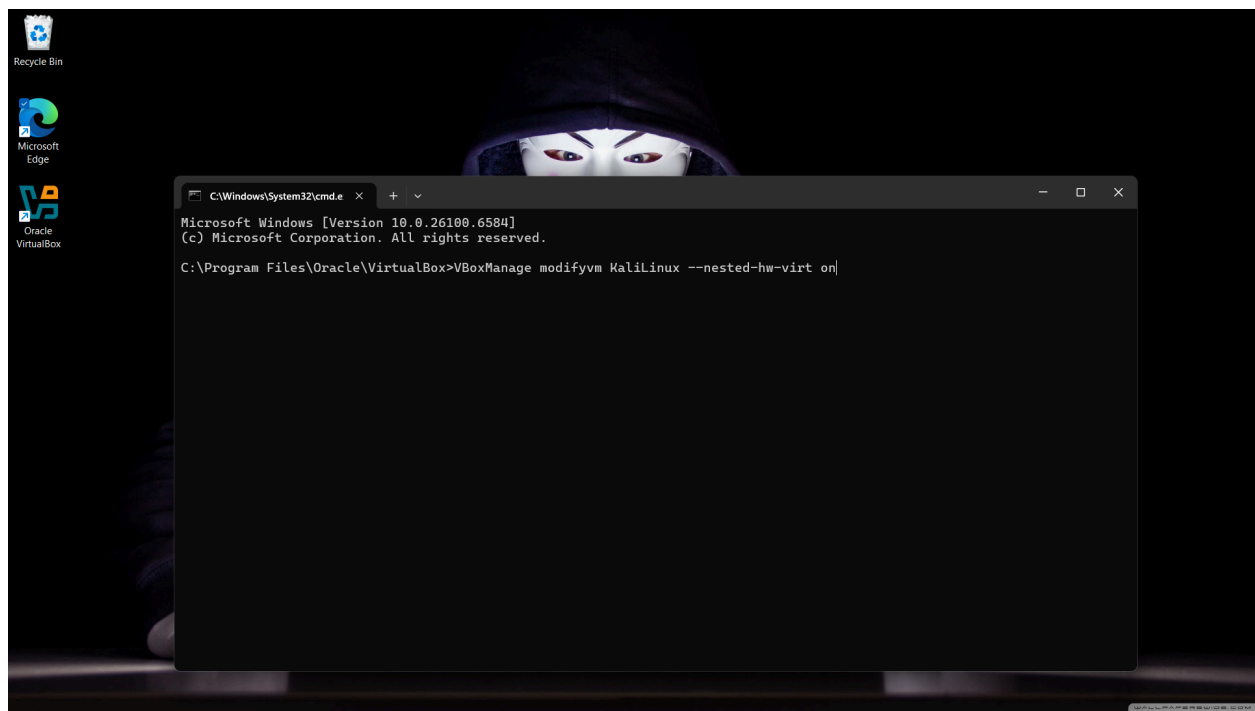 Recycle Bin
Microsoft
Edge
Oracle
VirtualBox
C:\Windows\System32\cmd.e
Microsoft Windows [Version 10.0.26100.6584]
(c) Microsoft Corporation. All rights reserved.
C:\Program Files\Oracle\VirtualBox>VBoxManage modifyvm KaliLinux --nested-hw-virt on